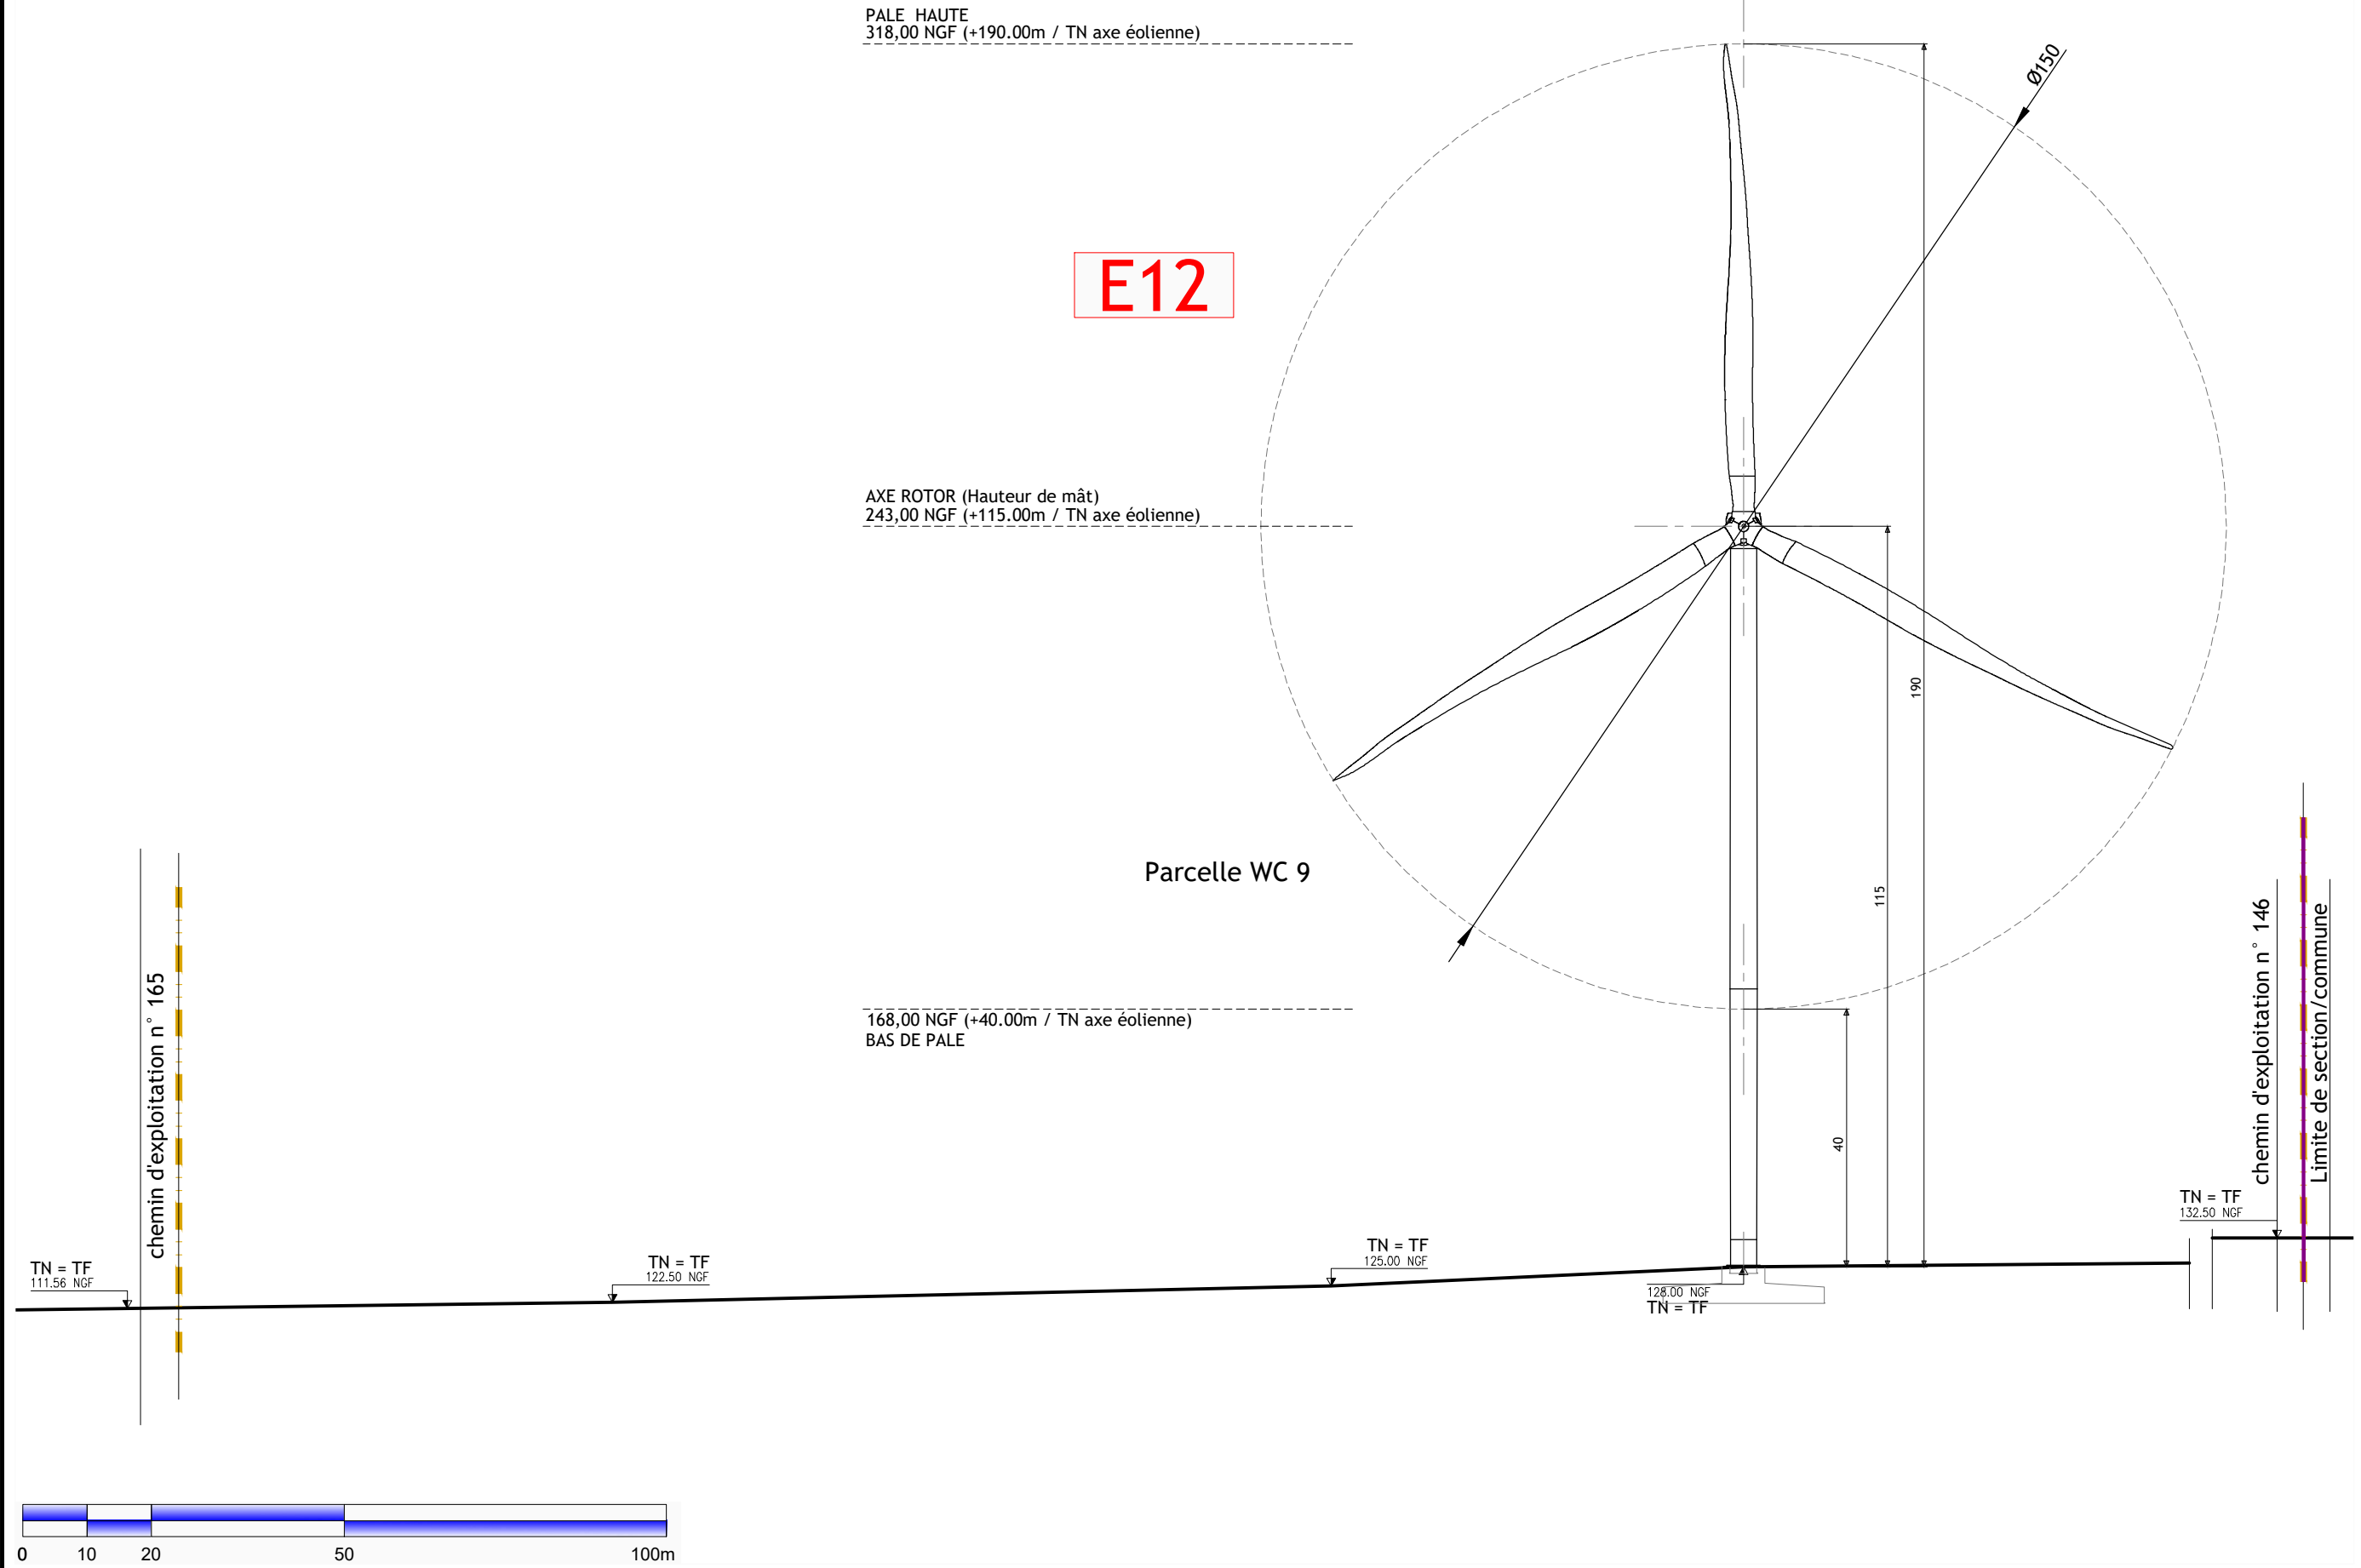 PALE HAUTE
318,00 NGF (+190.00m / TN axe éolienne)
Ø150
E12
AXE ROTOR (Hauteur de mât)
243,00 NGF (+115.00m / TN axe éolienne)
190
Parcelle WC 9
115
168,00 NGF (+40.00m / TN axe éolienne)
BAS DE PALE
40
chemin d'exploitation n° 165
chemin d'exploitation n° 146
Limite de section/commune
TN = TF
132.50 NGF
TN = TF
125.00 NGF
TN = TF
122.50 NGF
TN = TF
111.56 NGF
128.00 NGF
TN = TF
0 10 20 50 100m